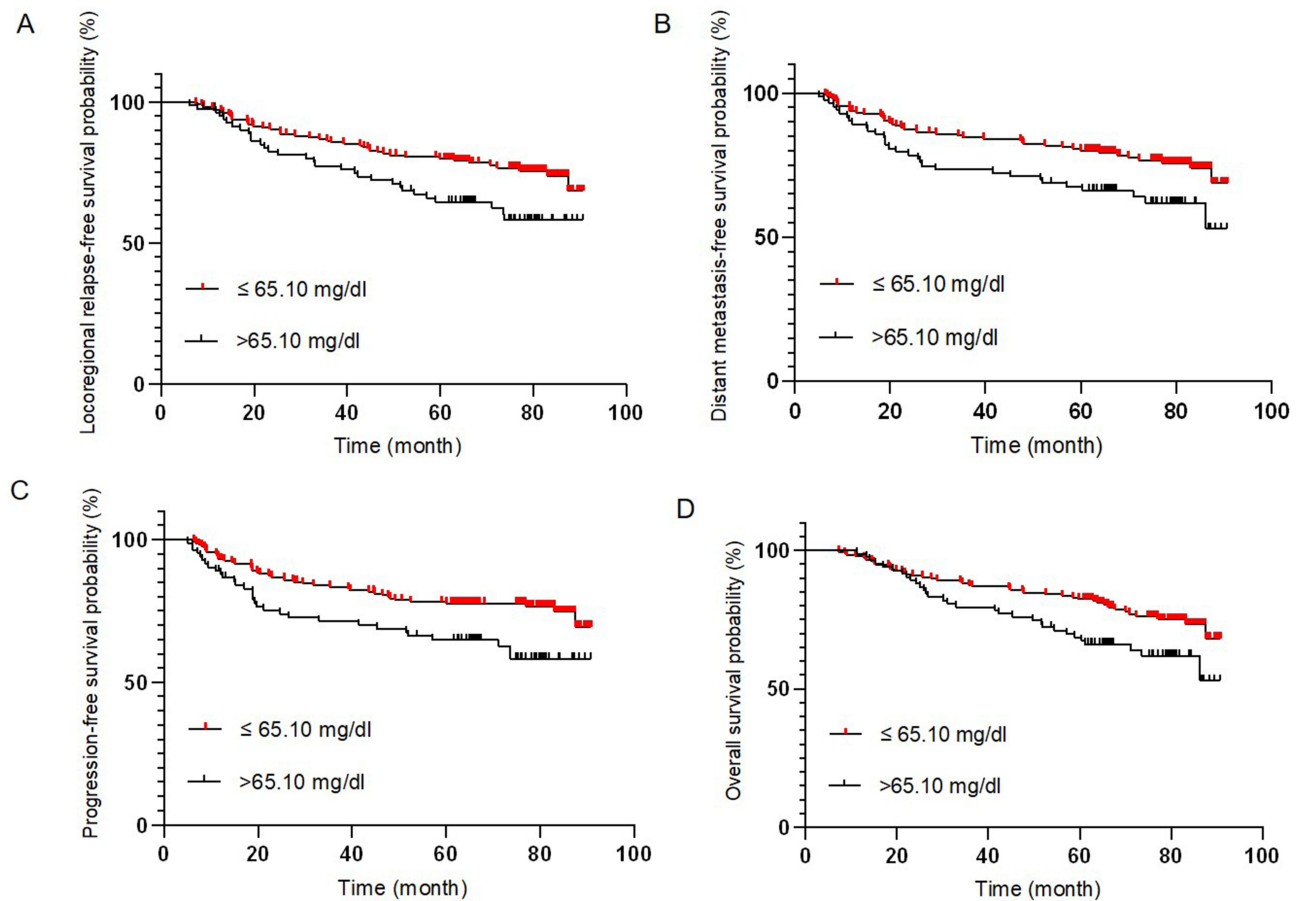 A
Locoregional relapse-free survival probability (%)
100
50
0
≤ 65.10 mg/dl
>65.10 mg/dl
0 20 40 60 80 100
Time (month)
B
Distant metastasis-free survival probability (%)
100
50
0
≤ 65.10 mg/dl
>65.10 mg/dl
0 20 40 60 80 100
Time (month)
C
Progression-free survival probability (%)
100
50
0
≤ 65.10 mg/dl
>65.10 mg/dl
0 20 40 60 80 100
Time (month)
D
Overall survival probability (%)
100
50
0
≤ 65.10 mg/dl
>65.10 mg/dl
0 20 40 60 80 100
Time (month)